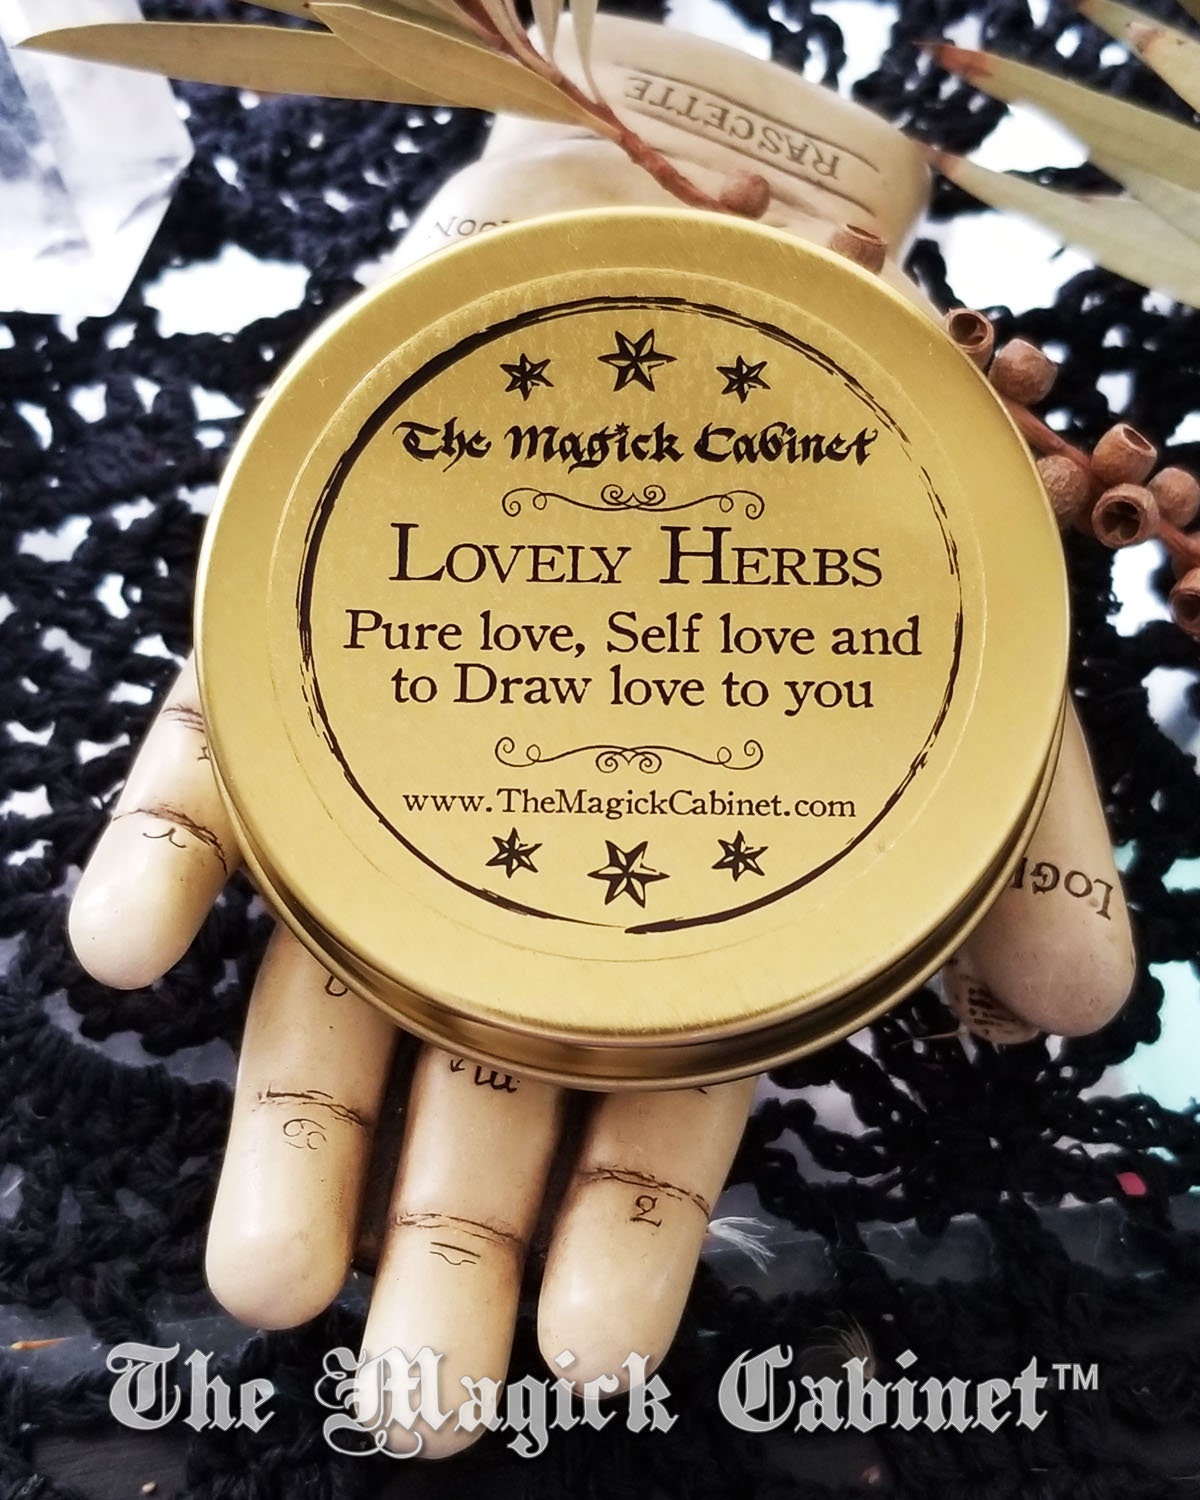 RASCETTE
The Magick Cabinet
LOVELY HERBS
Pure love, Self love and
to Draw love to you
www.TheMagickCabinet.com
The Magick Cabinet™